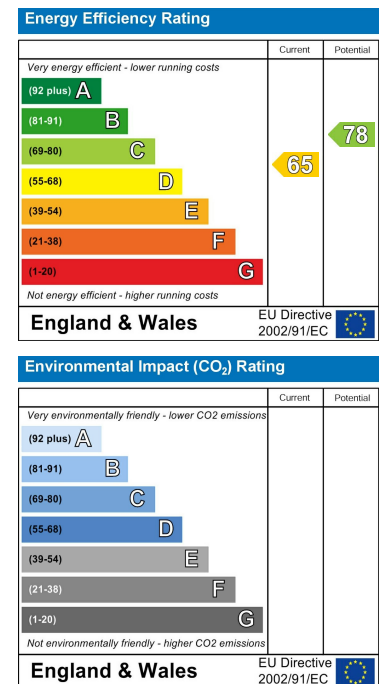 Energy Efficiency Rating
Current Potential
Very energy efficient - lower running costs
(92 plus) A
(81-91) B
(69-80) C
(55-68) D
(39-54) E
(21-38) F
(1-20) G
65
78
Not energy efficient - higher running costs
England & Wales
EU Directive
2002/91/EC
Environmental Impact (CO₂) Rating
Current Potential
Very environmentally friendly - lower CO2 emissions
(92 plus) A
(81-91) B
(69-80) C
(55-68) D
(39-54) E
(21-38) F
(1-20) G
Not environmentally friendly - higher CO2 emissions
England & Wales
EU Directive
2002/91/EC